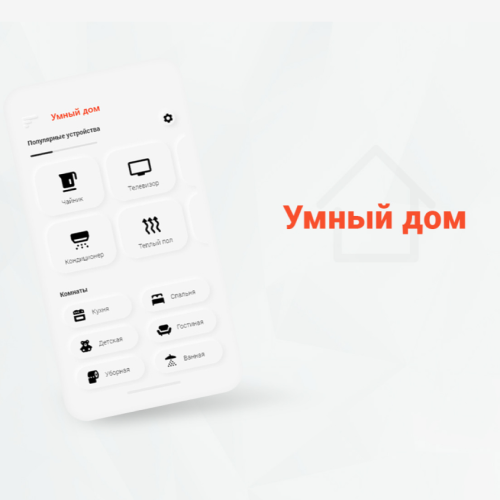 Умный дом
Популярные устройства
Чайник
Телевизор
Кондиционер
Теплый пол
Комнаты
Кухня
Спальня
Детская
Гостиная
Уборная
Ванная
Умный дом